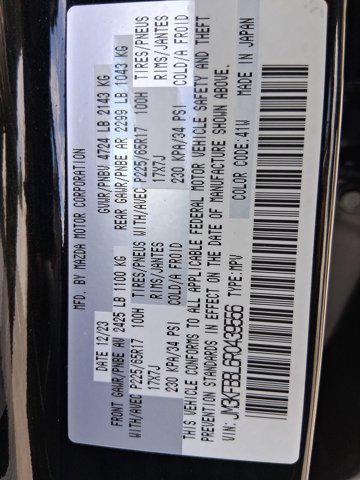 MFD. BY MAZDA MOTOR CORPORATION
DATE 12/23 GVWR/PNBV 4724 LB 2143 KG
FRONT GAWR/PNBE AV 2425 LB 1100 KG REAR GAWR/PNBE AR 2299 LB 1043 KG
WITH/AVEC P225/65R17 100H TIRES/PNEUS WITH/AVEC P225/65R17 100H TIRES/PNEUS
17X7J RIMS/JANTES 17X7J RIMS/JANTES
230 KPA/34 PSI COLD/A FROID 230 KPA/34 PSI COLD/A FROID
THIS VEHICLE CONFORMS TO ALL APPLICABLE FEDERAL MOTOR VEHICLE SAFETY AND THEFT
PREVENTION STANDARDS IN EFFECT ON THE DATE OF MANUFACTURE SHOWN ABOVE.
VIN: JM3KFBBL6R0439556 TYPE: MPV COLOR CODE: 41W MADE IN JAPAN